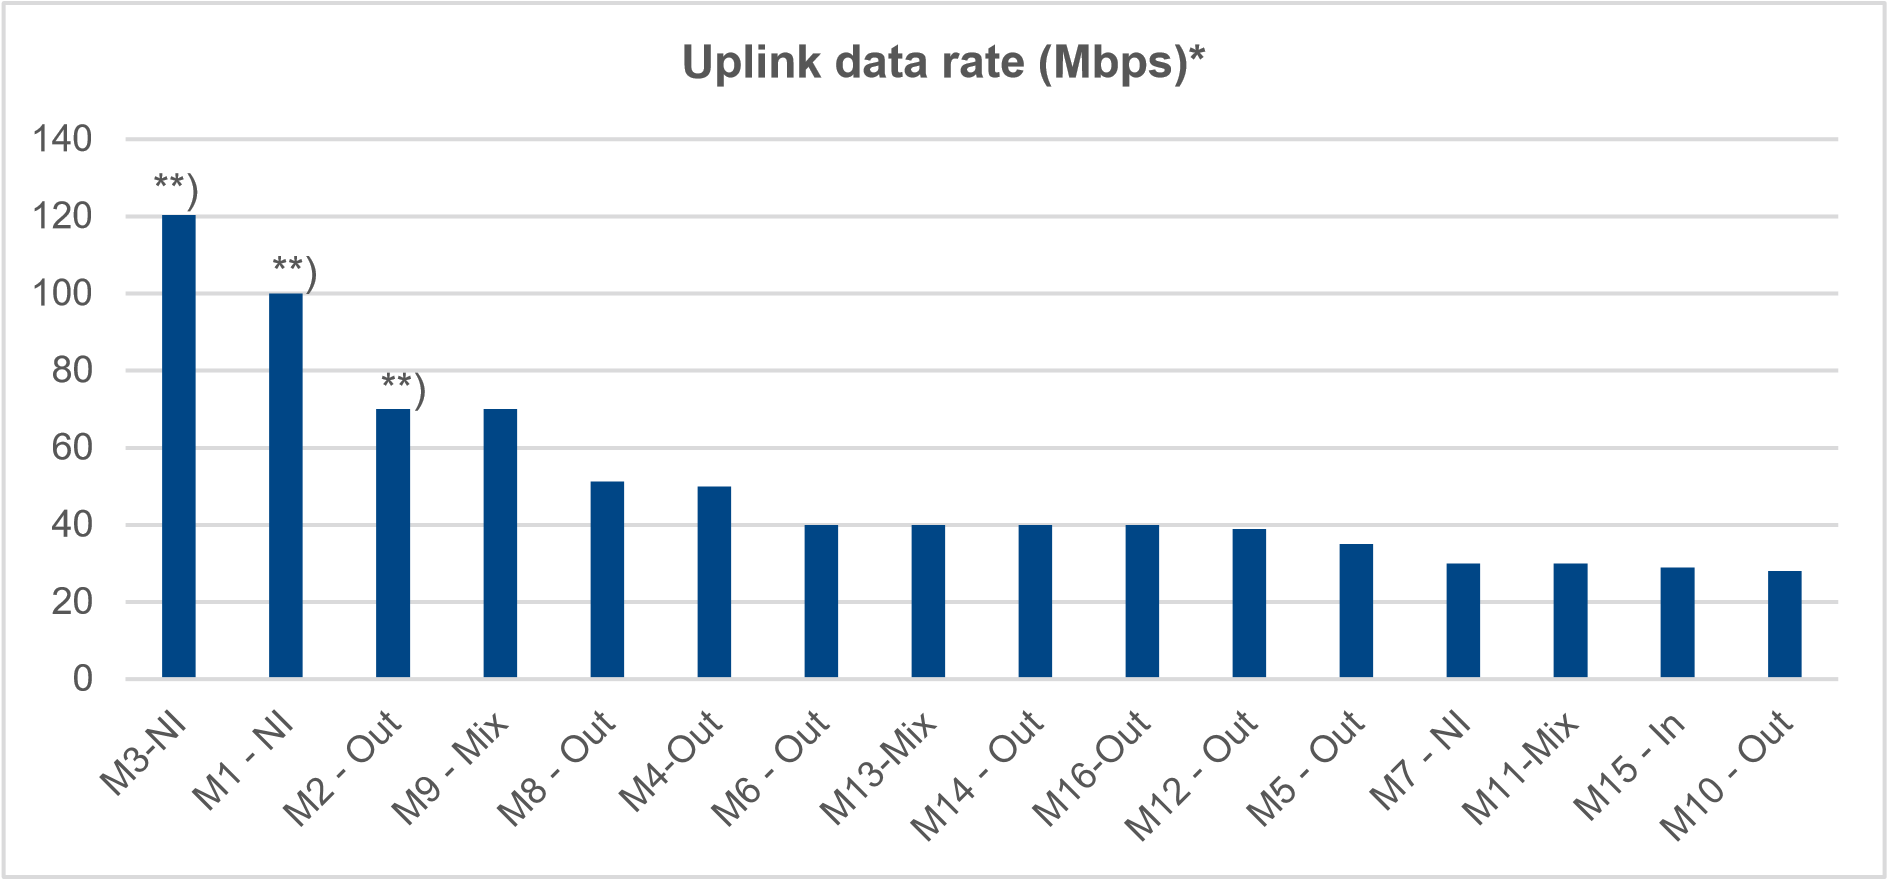 Uplink data rate (Mbps)*
140
120
100
80
60
40
20
0
**)
**)
**)
M3-NI
M1 - NI
M2 - Out
M9 - Mix
M8 - Out
M4-Out
M6 - Out
M13-Mix
M14 - Out
M16-Out
M12 - Out
M5 - Out
M7 - NI
M11-Mix
M15 - In
M10 - Out